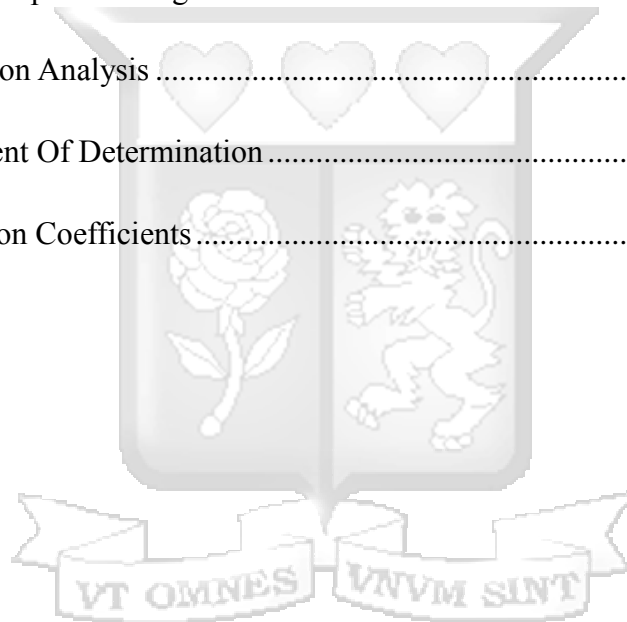 on Analysis ................................................................
ent Of Determination ................................................
on Coefficients ..........................................................
VT OMNES VNVM SINT